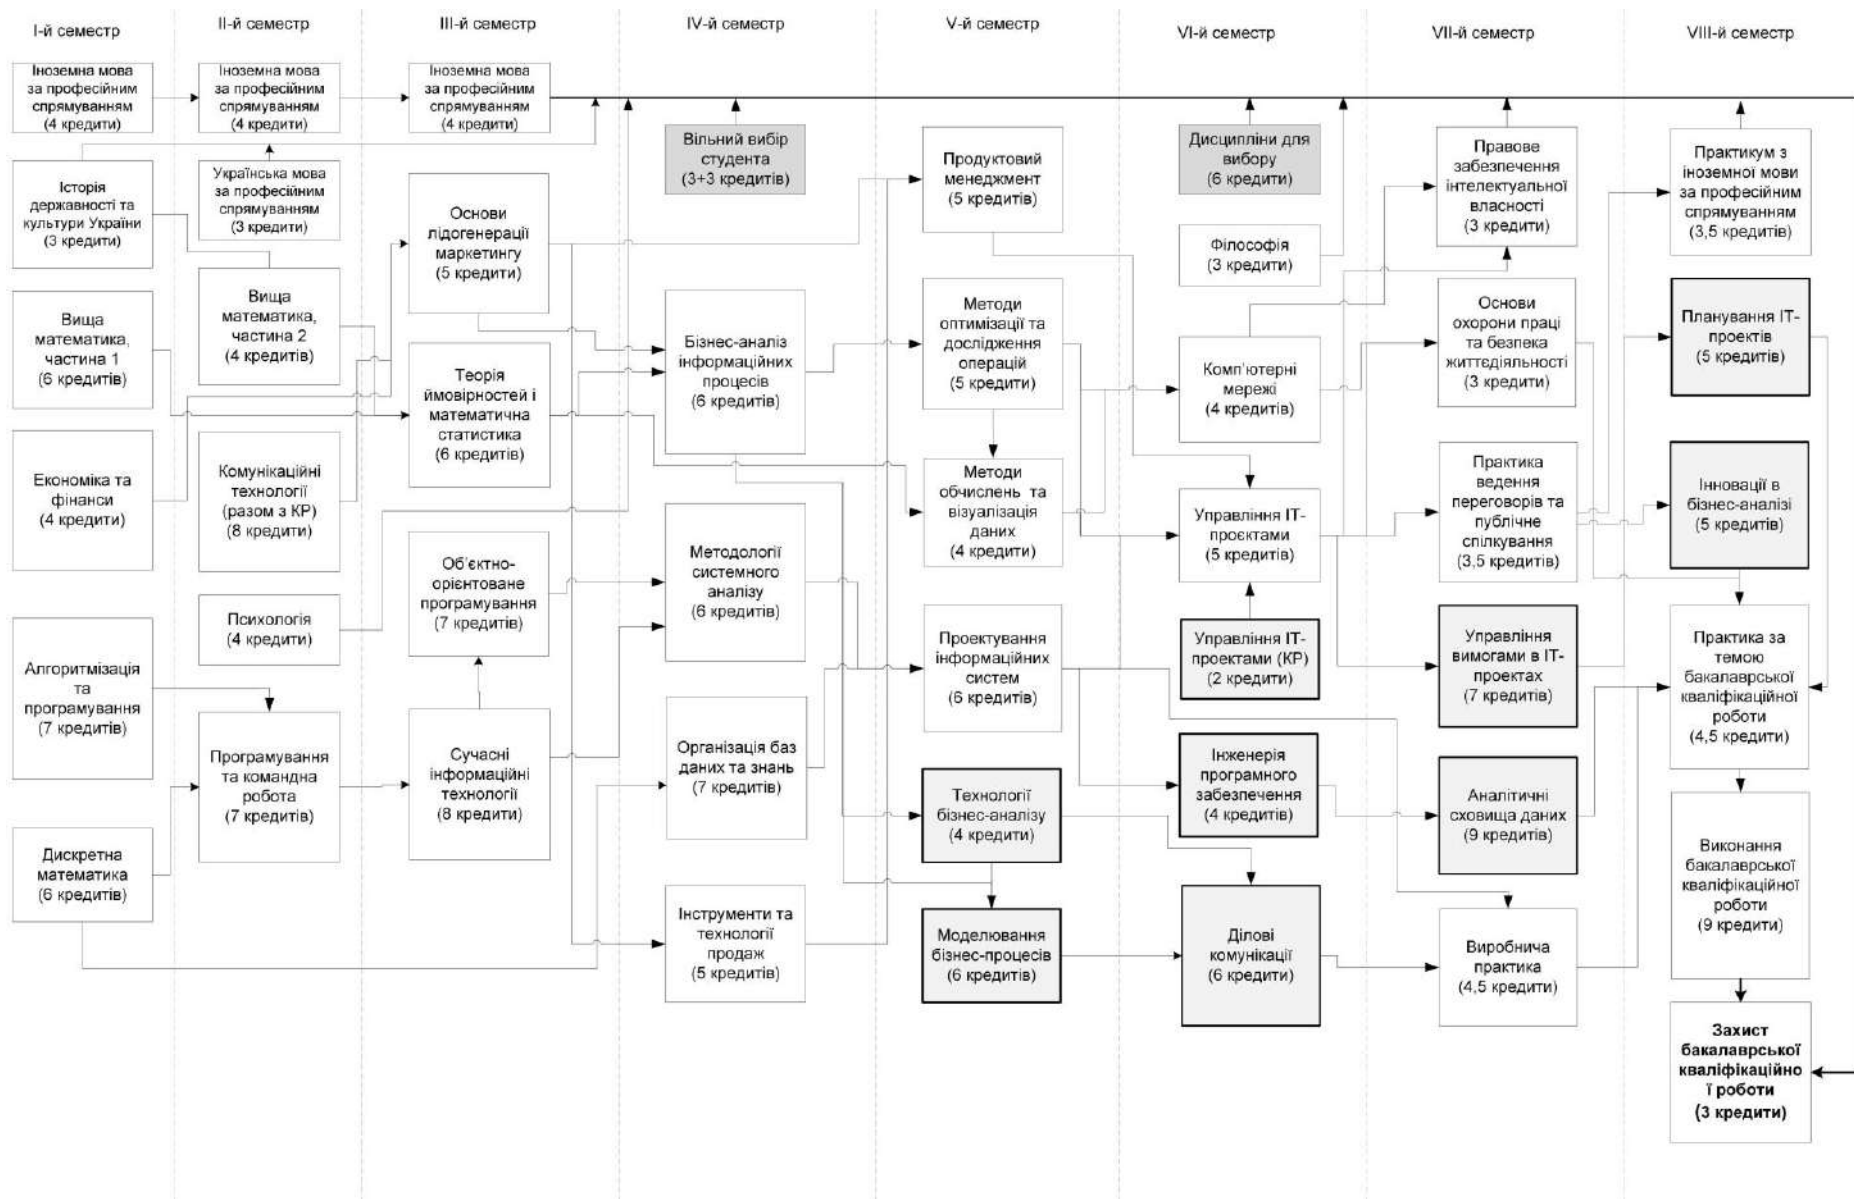 I-й семестр
Іноземна мова
за професійним
спрямуванням
(4 кредити)
Історія
державності та
культури України
(3 кредити)
Вища
математика,
частина 1
(6 кредитів)
Економіка та
фінанси
(4 кредити)
Алгоритмізація
та
програмування
(7 кредитів)
Дискретна
математика
(6 кредитів)
II-й семестр
Іноземна мова
за професійним
спрямуванням
(4 кредити)
Українська мова
за професійним
спрямуванням
(3 кредити)
Вища
математика,
частина 2
(4 кредитів)
Комунікаційні
технології
(разом з КР)
(8 кредити)
Психологія
(4 кредити)
Програмування
та командна
робота
(7 кредитів)
III-й семестр
Іноземна мова
за професійним
спрямуванням
(4 кредити)
Основи
лідогенерації
маркетингу
(5 кредити)
Теорія
ймовірностей і
математична
статистика
(6 кредитів)
Об'єктно-
орієнтоване
програмування
(7 кредитів)
Сучасні
інформаційні
технології
(8 кредити)
IV-й семестр
Вільний вибір
студента
(3+3 кредитів)
Бізнес-аналіз
інформаційних
процесів
(6 кредитів)
Методології
системного
аналізу
(6 кредитів)
Організація баз
даних та знань
(7 кредитів)
Інструменти та
технології
продаж
(5 кредитів)
V-й семестр
Продуктовий
менеджмент
(5 кредитів)
Методи
оптимізації та
дослідження
операцій
(5 кредити)
Методи
обчислень та
візуалізація
даних
(4 кредити)
Проектування
інформаційних
систем
(6 кредитів)
Технології
бізнес-аналізу
(4 кредити)
Моделювання
бізнес-процесів
(6 кредитів)
VI-й семестр
Дисципліни для
вибору
(6 кредити)
Філософія
(3 кредити)
Комп'ютерні
мережі
(4 кредитів)
Управління ІТ-
проєктами
(5 кредитів)
Управління ІТ-
проектами (КР)
(2 кредити)
Інженерія
програмного
забезпечення
(4 кредитів)
Ділові
комунікації
(6 кредити)
VII-й семестр
Правове
забезпечення
інтелектуальної
власності
(3 кредити)
Основи
охорони праці
та безпека
життєдіяльності
(3 кредити)
Практика
ведення
переговорів та
публічне
спілкування
(3,5 кредитів)
Управління
вимогами в ІТ-
проектах
(7 кредитів)
Аналітичні
сховища даних
(9 кредитів)
Виробнича
практика
(4,5 кредити)
VIII-й семестр
Практикум з
іноземної мови
за професійним
спрямуванням
(3,5 кредитів)
Планування ІТ-
проектів
(5 кредитів)
Інновації в
бізнес-аналізі
(5 кредитів)
Практика за
темою
бакалаврської
кваліфікаційної
роботи
(4,5 кредити)
Виконання
бакалаврської
кваліфікаційної
роботи
(9 кредити)
Захист
бакалаврської
кваліфікаційно
ї роботи
(3 кредити)